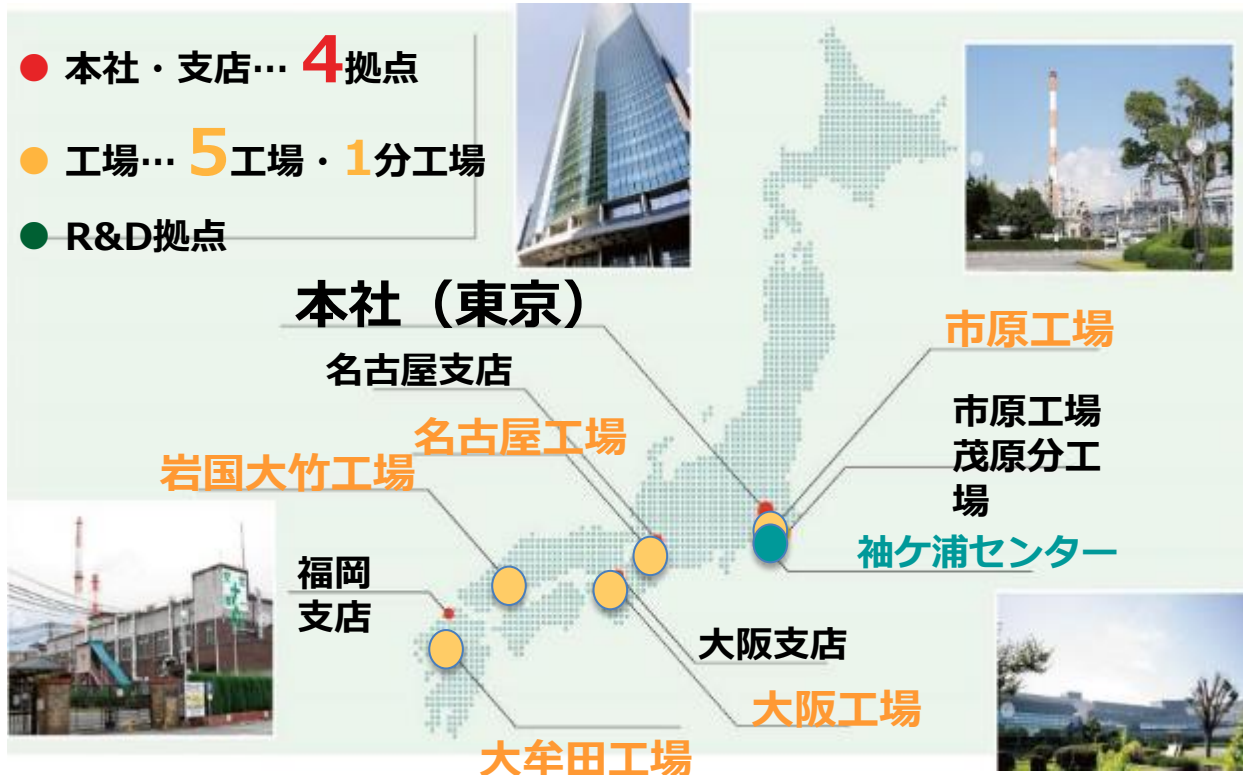 本社・支店… 4拠点
工場… 5工場・1分工場
R&D拠点
本社（東京）
市原工場
名古屋支店
市原工場
茂原分工
場
名古屋工場
岩国大竹工場
袖ケ浦センター
福岡
支店
大阪支店
大阪工場
大牟田工場